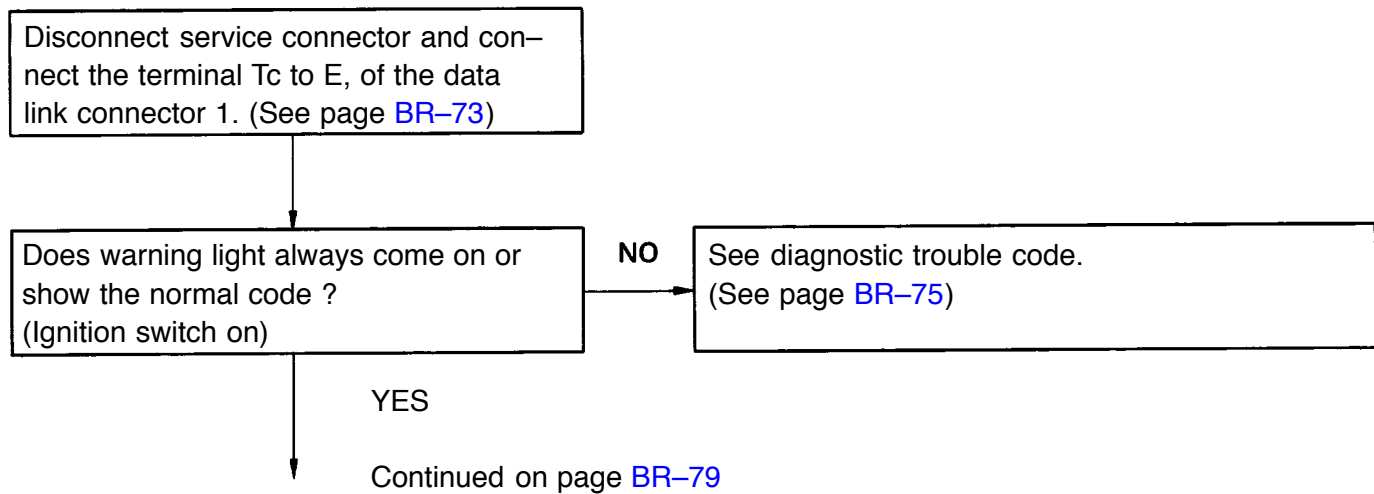 Disconnect service connector and con–
nect the terminal Tc to E, of the data
link connector 1. (See page BR–73)
Does warning light always come on or
show the normal code ?
(Ignition switch on)
NO
See diagnostic trouble code.
(See page BR–75)
YES
Continued on page BR–79